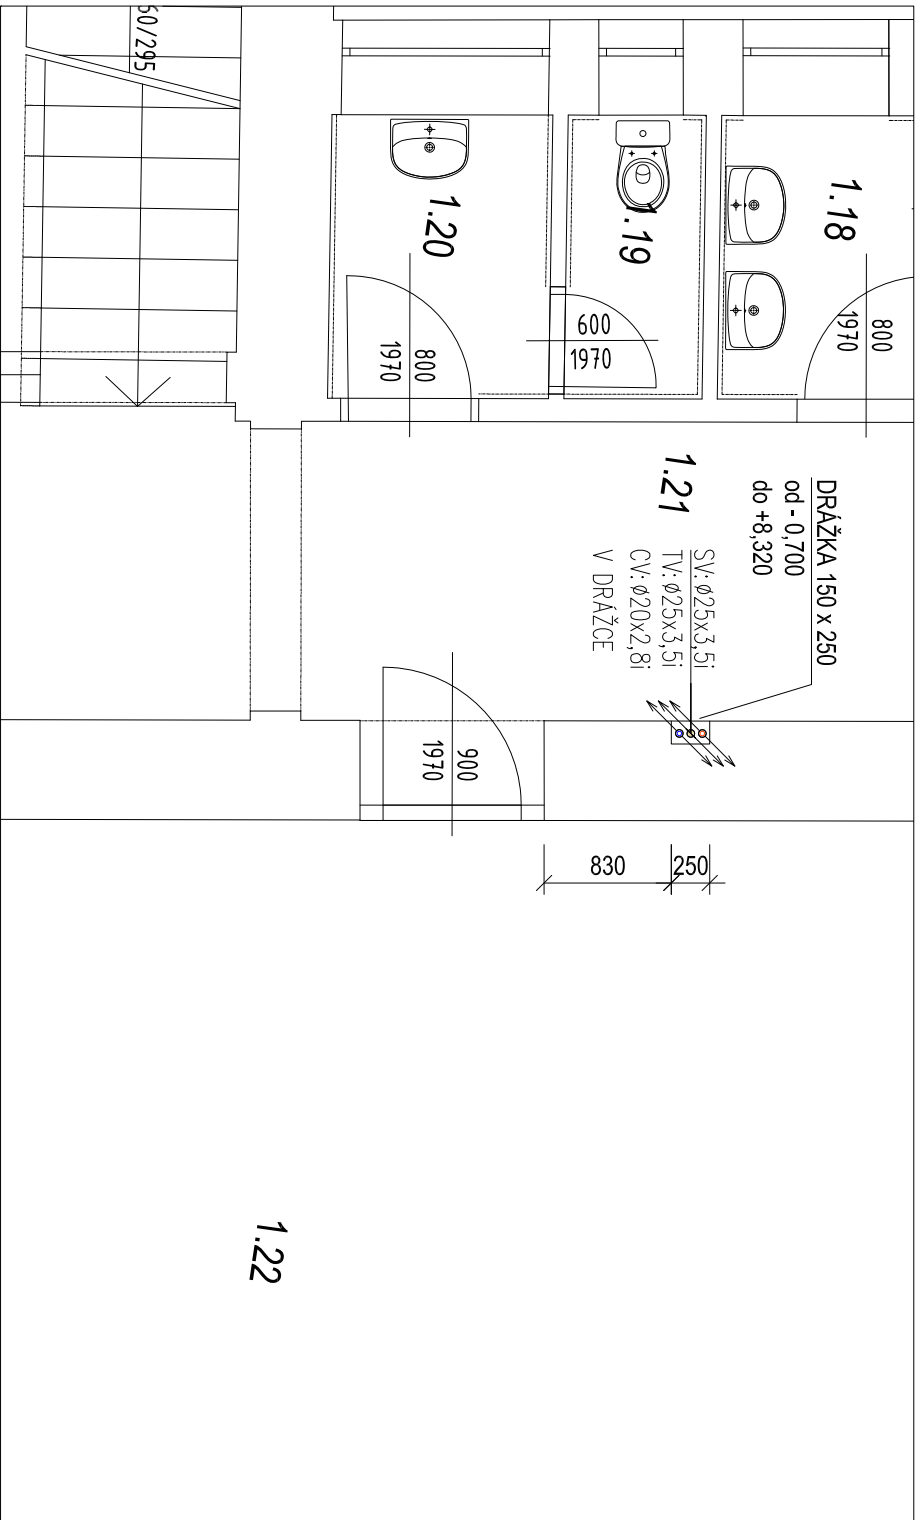 60/295
1.20
1.19
1.18
800
1970
600
1970
800
1970
1.21
DRÁŽKA 150 x 250
od - 0,700
do +8,320
SV: ø25x3,5i
TV: ø25x3,5i
CV: ø20x2,8i
V DRÁŽCE
900
1970
830
250
1.22